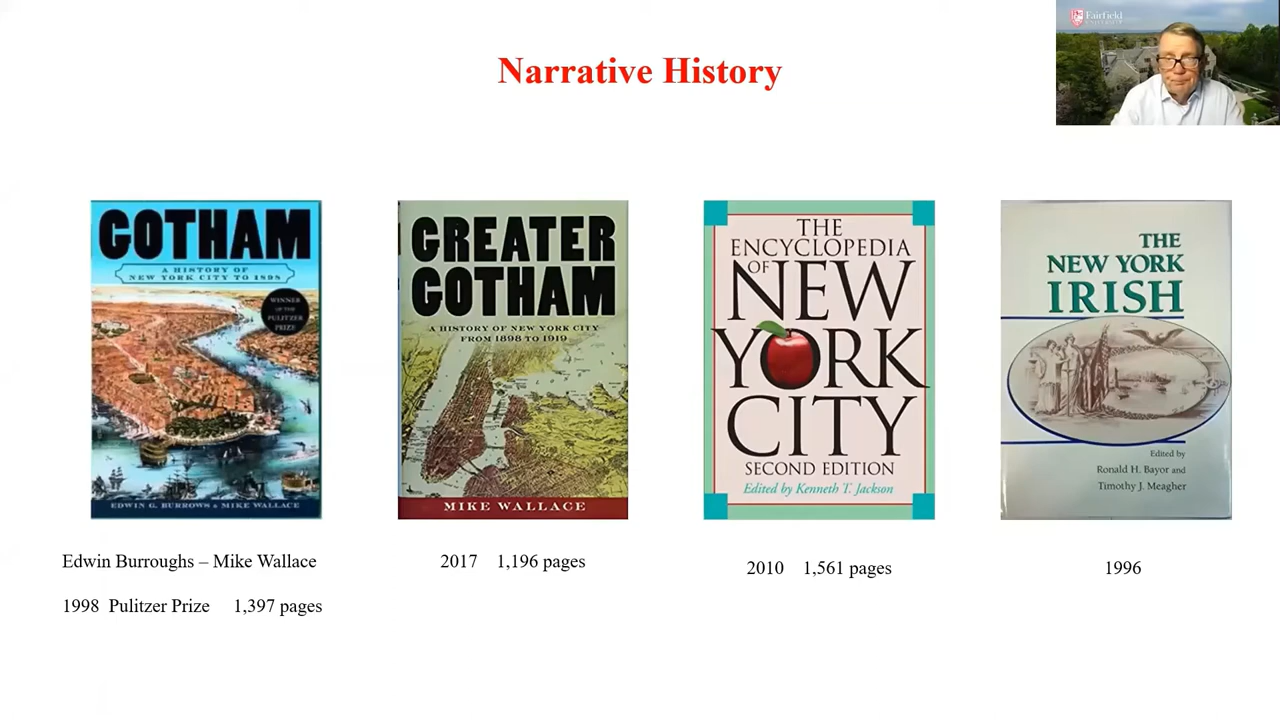 Fairfield
UNIVERSITY
Narrative History
GOTHAM
A HISTORY OF
NEW YORK CITY TO 1898
WINNER
OF THE
PULITZER
PRIZE
EDWIN G. BURROWS & MIKE WALLACE
GREATER
GOTHAM
A HISTORY OF NEW YORK CITY
FROM 1898 TO 1919
MIKE WALLACE
THE
ENCYCLOPEDIA
OF
NEW
YORK
CITY
SECOND EDITION
Edited by Kenneth T. Jackson
THE
NEW YORK
IRISH
Edited by
Ronald H. Bayor and
Timothy J. Meagher
Edwin Burroughs – Mike Wallace
1998 Pulitzer Prize 1,397 pages
2017 1,196 pages
2010 1,561 pages
1996